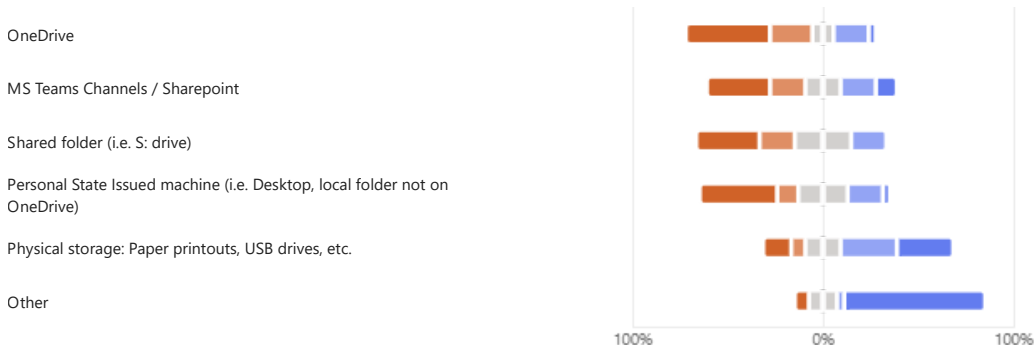 OneDrive
MS Teams Channels / Sharepoint
Shared folder (i.e. S: drive)
Personal State Issued machine (i.e. Desktop, local folder not on
OneDrive)
Physical storage: Paper printouts, USB drives, etc.
Other
100% 0% 100%